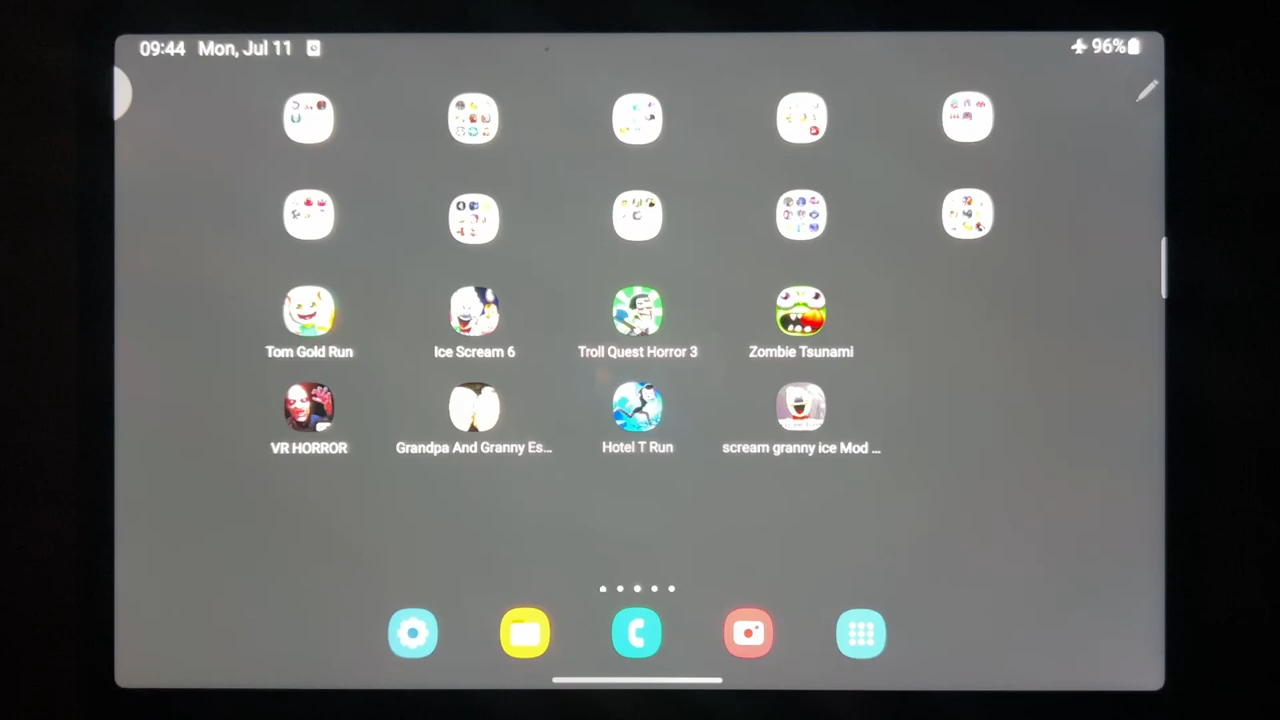 09:44 Mon, Jul 11 96%
Tom Gold Run Ice Scream 6 Troll Quest Horror 3 Zombie Tsunami
VR HORROR Grandpa And Granny Es... Hotel T Run scream granny ice Mod ...